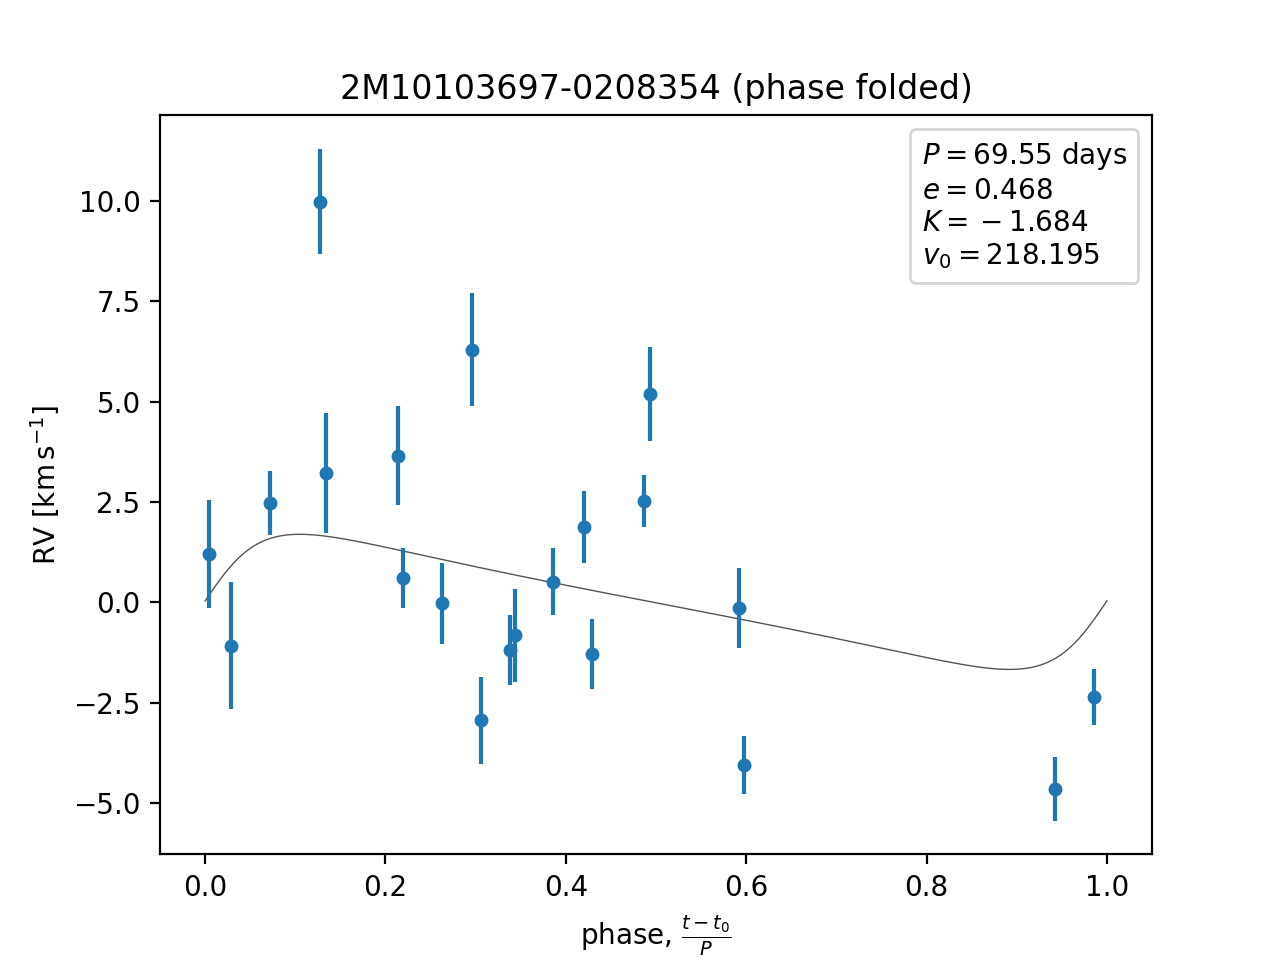 2M10103697-0208354 (phase folded)
P = 69.55 days
e = 0.468
K = −1.684
v₀ = 218.195
10.0
7.5
5.0
2.5
0.0
−2.5
−5.0
RV [km s⁻¹]
0.0 0.2 0.4 0.6 0.8 1.0
phase, (t − t₀)/P